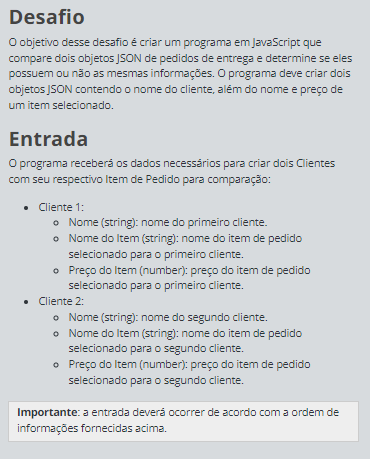 Desafio
O objetivo desse desafio é criar um programa em JavaScript que
compare dois objetos JSON de pedidos de entrega e determine se eles
possuem ou não as mesmas informações. O programa deve criar dois
objetos JSON contendo o nome do cliente, além do nome e preço de
um item selecionado.
Entrada
O programa receberá os dados necessários para criar dois Clientes
com seu respectivo Item de Pedido para comparação:
Cliente 1:
Nome (string): nome do primeiro cliente.
Nome do Item (string): nome do item de pedido
selecionado para o primeiro cliente.
Preço do Item (number): preço do item de pedido
selecionado para o primeiro cliente.
Cliente 2:
Nome (string): nome do segundo cliente.
Nome do Item (string): nome do item de pedido
selecionado para o segundo cliente.
Preço do Item (number): preço do item de pedido
selecionado para o segundo cliente.
Importante: a entrada deverá ocorrer de acordo com a ordem de
informações fornecidas acima.